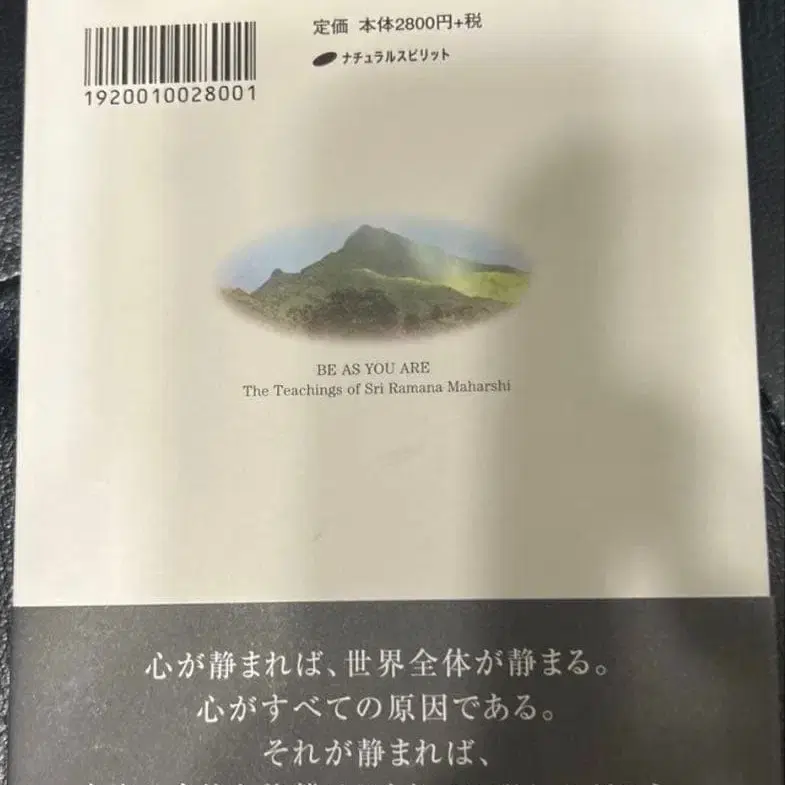 定価 本体2800円+税
ナチュラルスピリット
1920010028001
BE AS YOU ARE
The Teachings of Sri Ramana Maharshi
心が静まれば、世界全体が静まる。
心がすべての原因である。
それが静まれば、